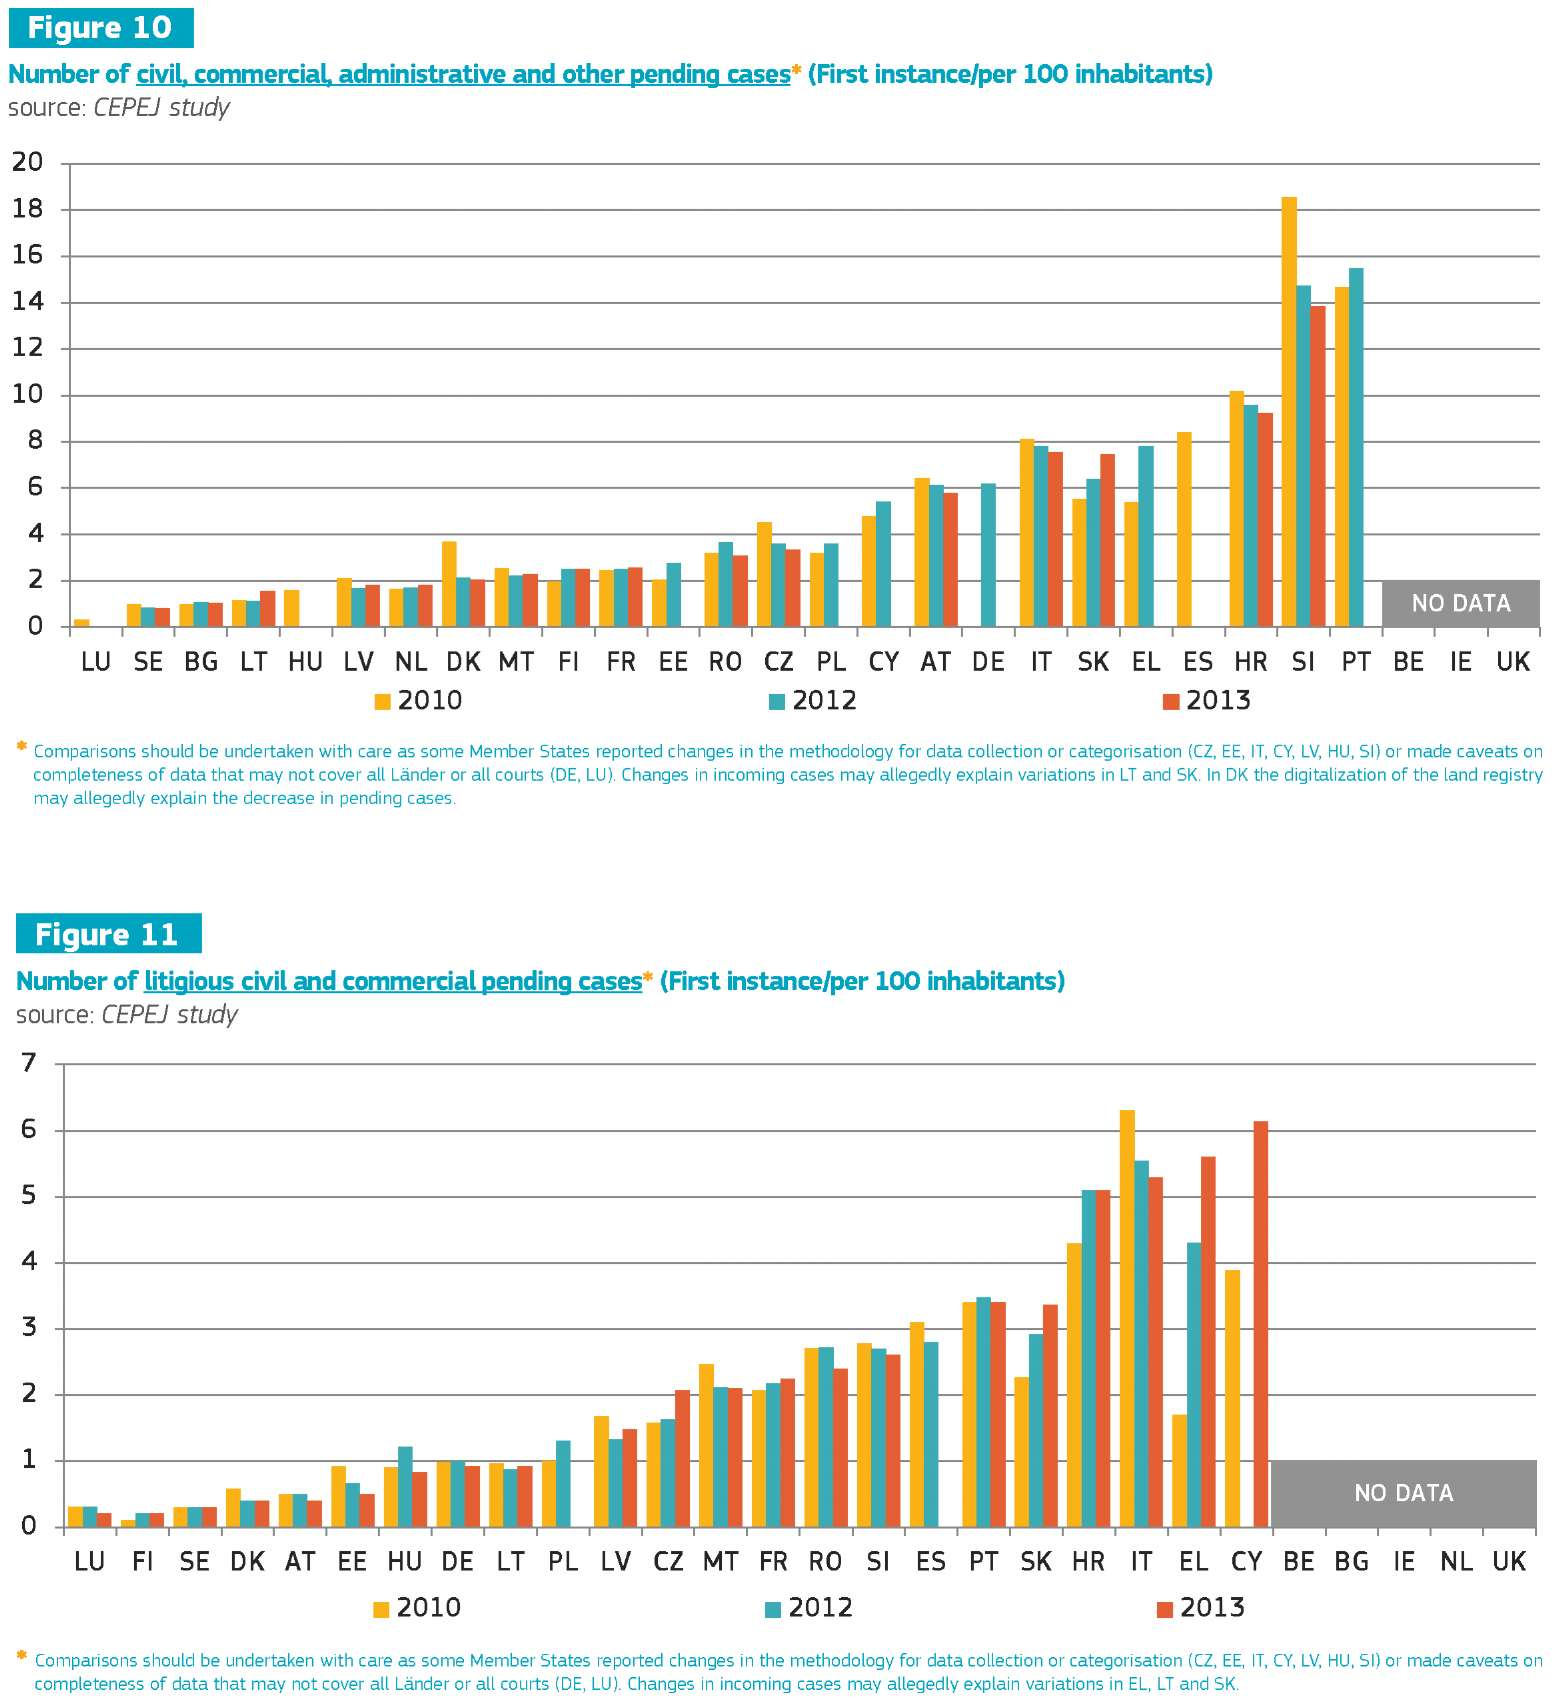 Figure 10
Number of civil, commercial, administrative and other pending cases* (First instance/per 100 inhabitants)
source: CEPEJ study
20
18
16
14
12
10
8
6
4
2
0
NO DATA
LU SE BG LT HU LV NL DK MT FI FR EE RO CZ PL CY AT DE IT SK EL ES HR SI PT BE IE UK
2010 2012 2013
* Comparisons should be undertaken with care as some Member States reported changes in the methodology for data collection or categorisation (CZ, EE, IT, CY, LV, HU, SI) or made caveats on
completeness of data that may not cover all Länder or all courts (DE, LU). Changes in incoming cases may allegedly explain variations in LT and SK. In DK the digitalization of the land registry
may allegedly explain the decrease in pending cases.
Figure 11
Number of litigious civil and commercial pending cases* (First instance/per 100 inhabitants)
source: CEPEJ study
7
6
5
4
3
2
1
0
NO DATA
LU FI SE DK AT EE HU DE LT PL LV CZ MT FR RO SI ES PT SK HR IT EL CY BE BG IE NL UK
2010 2012 2013
* Comparisons should be undertaken with care as some Member States reported changes in the methodology for data collection or categorisation (CZ, EE, IT, CY, LV, HU, SI) or made caveats on
completeness of data that may not cover all Länder or all courts (DE, LU). Changes in incoming cases may allegedly explain variations in EL, LT and SK.